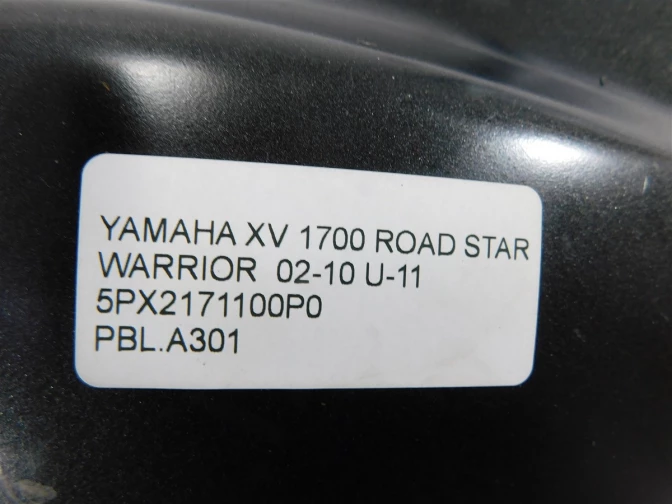 YAMAHA XV 1700 ROAD STAR
WARRIOR 02-10 U-11
5PX2171100P0
PBL.A301